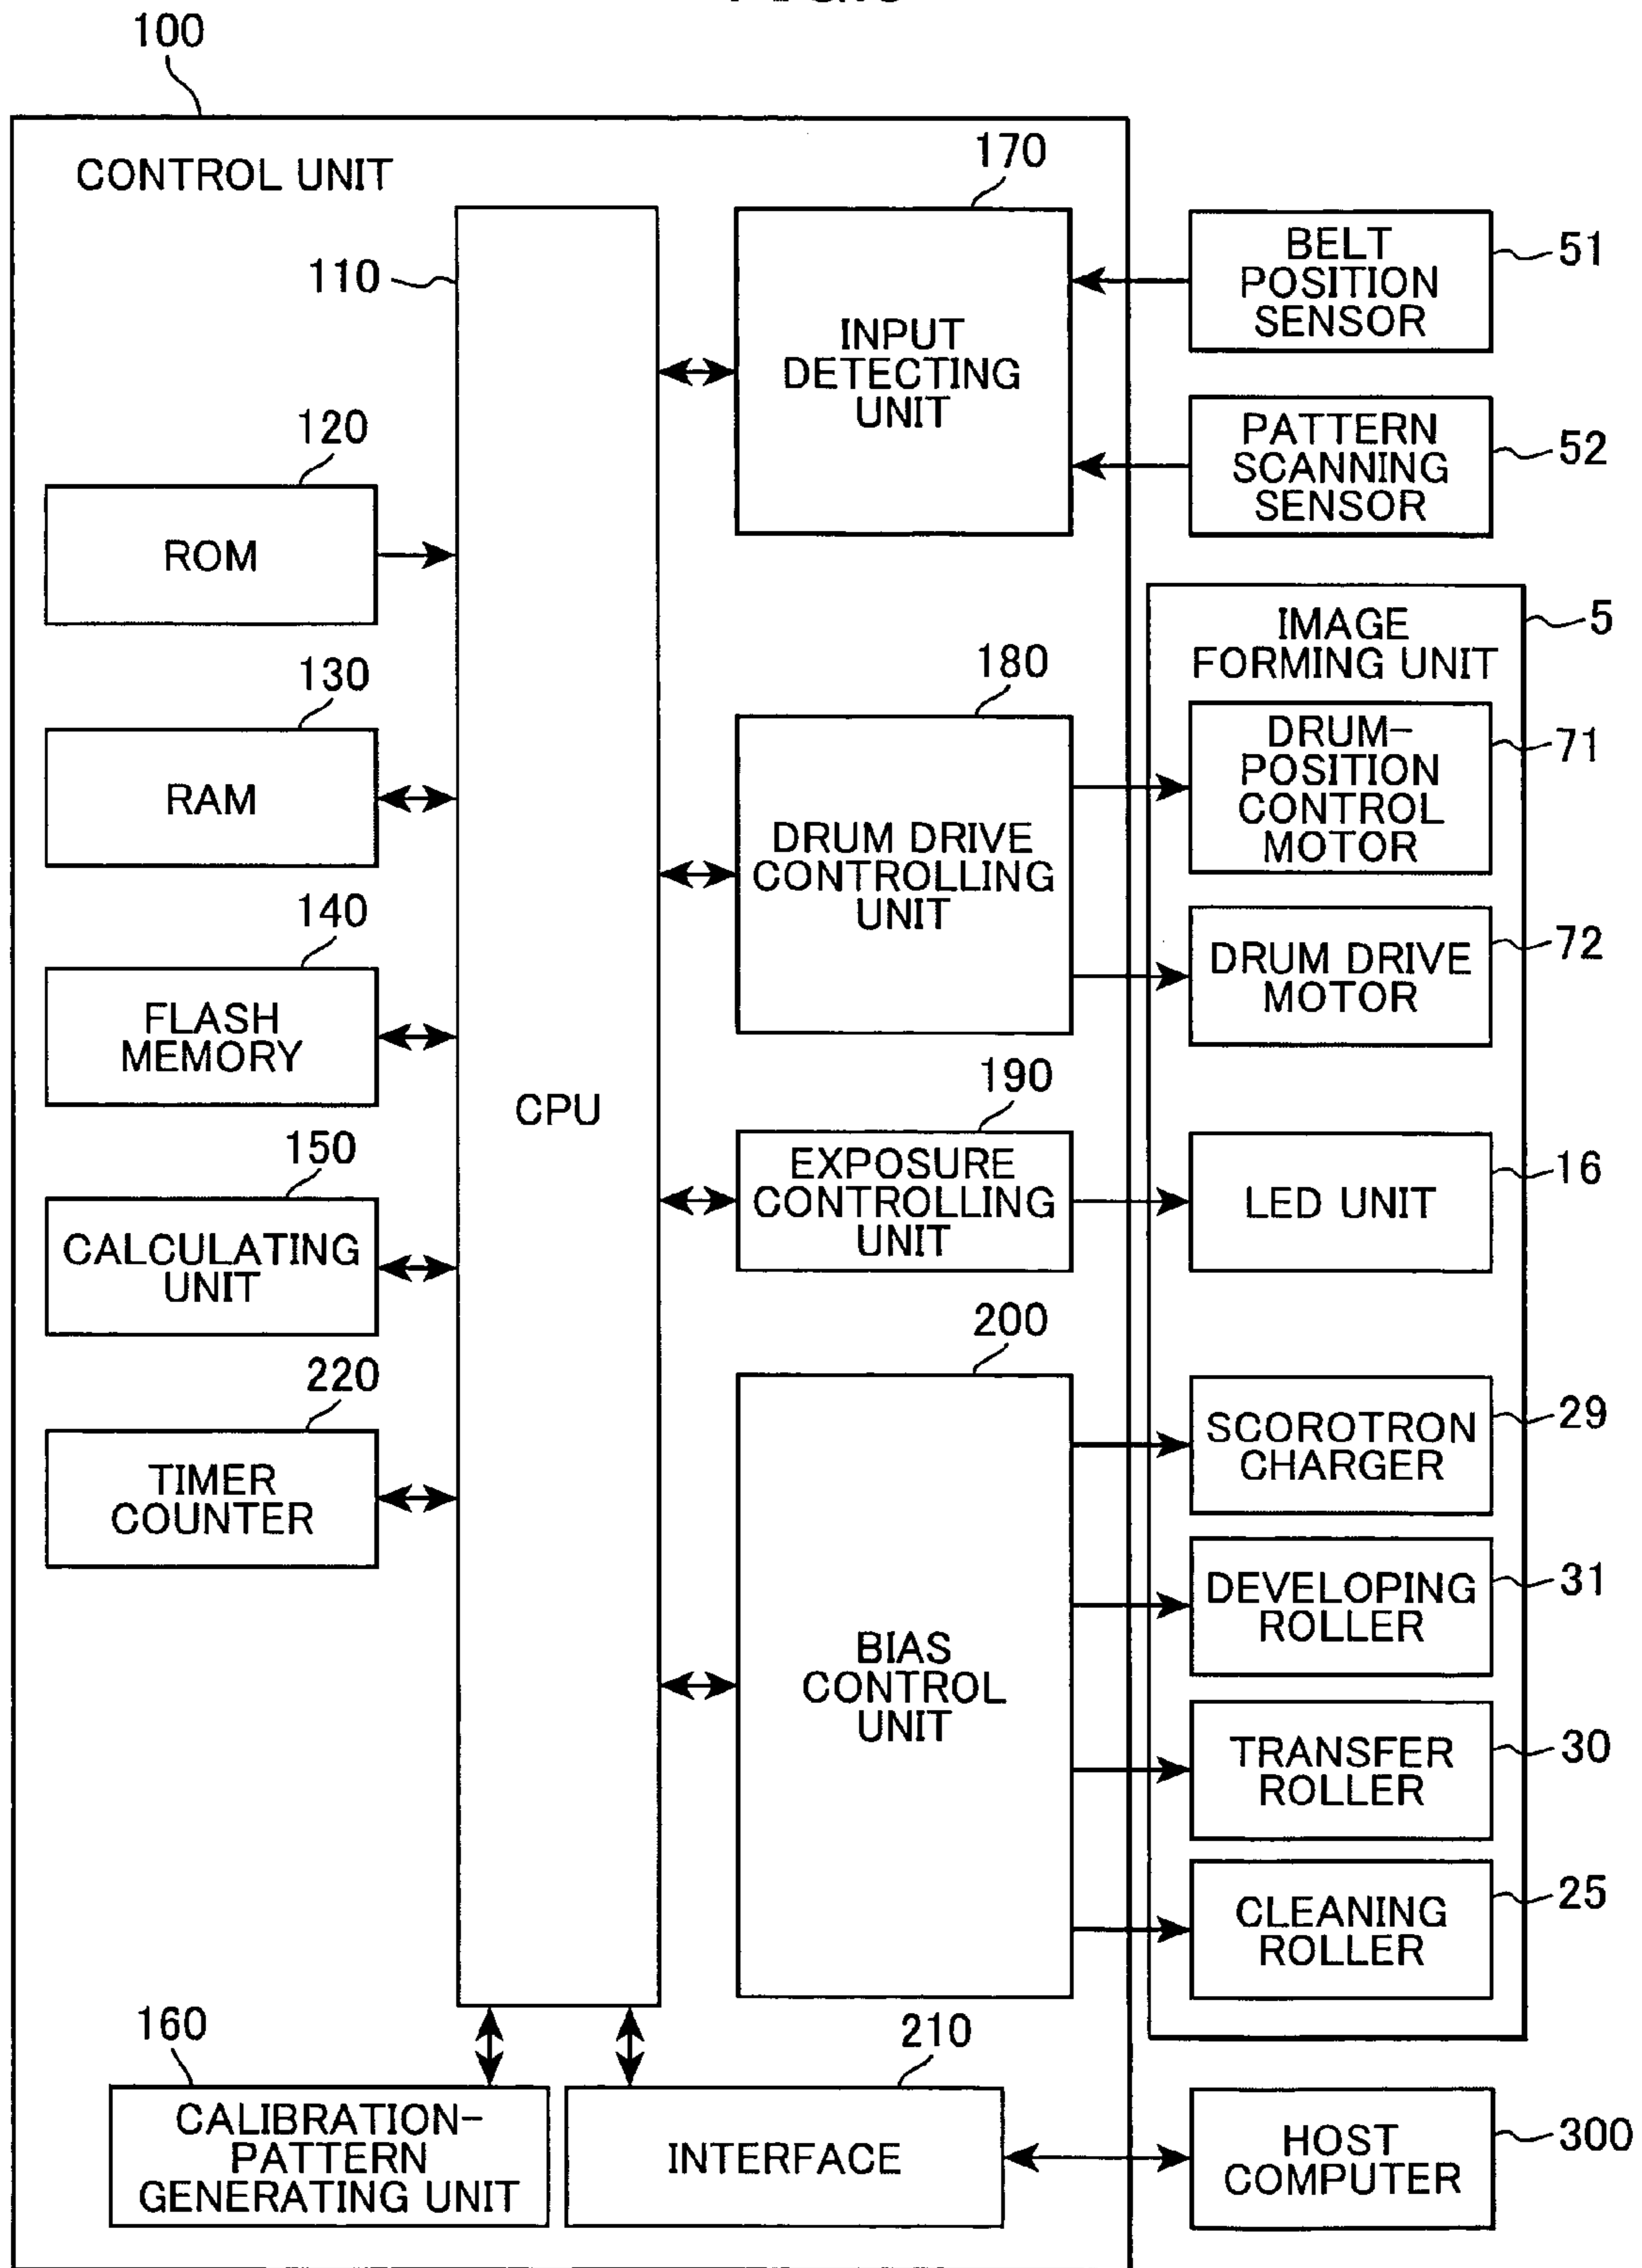 100
CONTROL UNIT
170
110
INPUT
DETECTING
UNIT
BELT
POSITION
SENSOR
51
PATTERN
SCANNING
SENSOR
52
120
ROM
130
RAM
140
FLASH
MEMORY
150
CALCULATING
UNIT
220
TIMER
COUNTER
CPU
180
DRUM DRIVE
CONTROLLING
UNIT
190
EXPOSURE
CONTROLLING
UNIT
200
BIAS
CONTROL
UNIT
IMAGE
FORMING UNIT
5
DRUM-
POSITION
CONTROL
MOTOR
71
DRUM DRIVE
MOTOR
72
LED UNIT
16
SCOROTRON
CHARGER
29
DEVELOPING
ROLLER
31
TRANSFER
ROLLER
30
CLEANING
ROLLER
25
160
CALIBRATION-
PATTERN
GENERATING UNIT
210
INTERFACE
HOST
COMPUTER
300